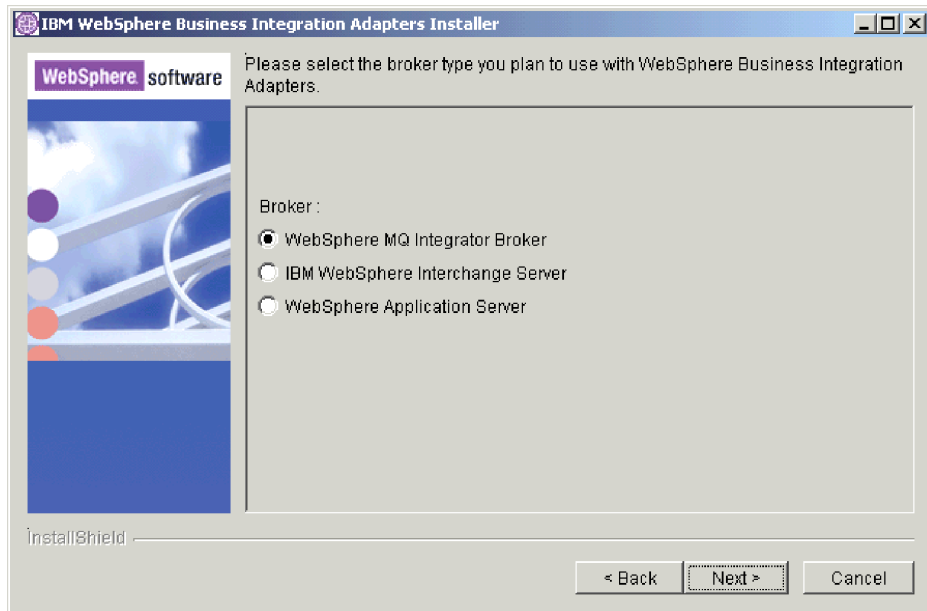 IBM WebSphere Business Integration Adapters Installer
WebSphere software
Please select the broker type you plan to use with WebSphere Business Integration
Adapters.
Broker :
WebSphere MQ Integrator Broker
IBM WebSphere Interchange Server
WebSphere Application Server
InstallShield
< Back
Next >
Cancel